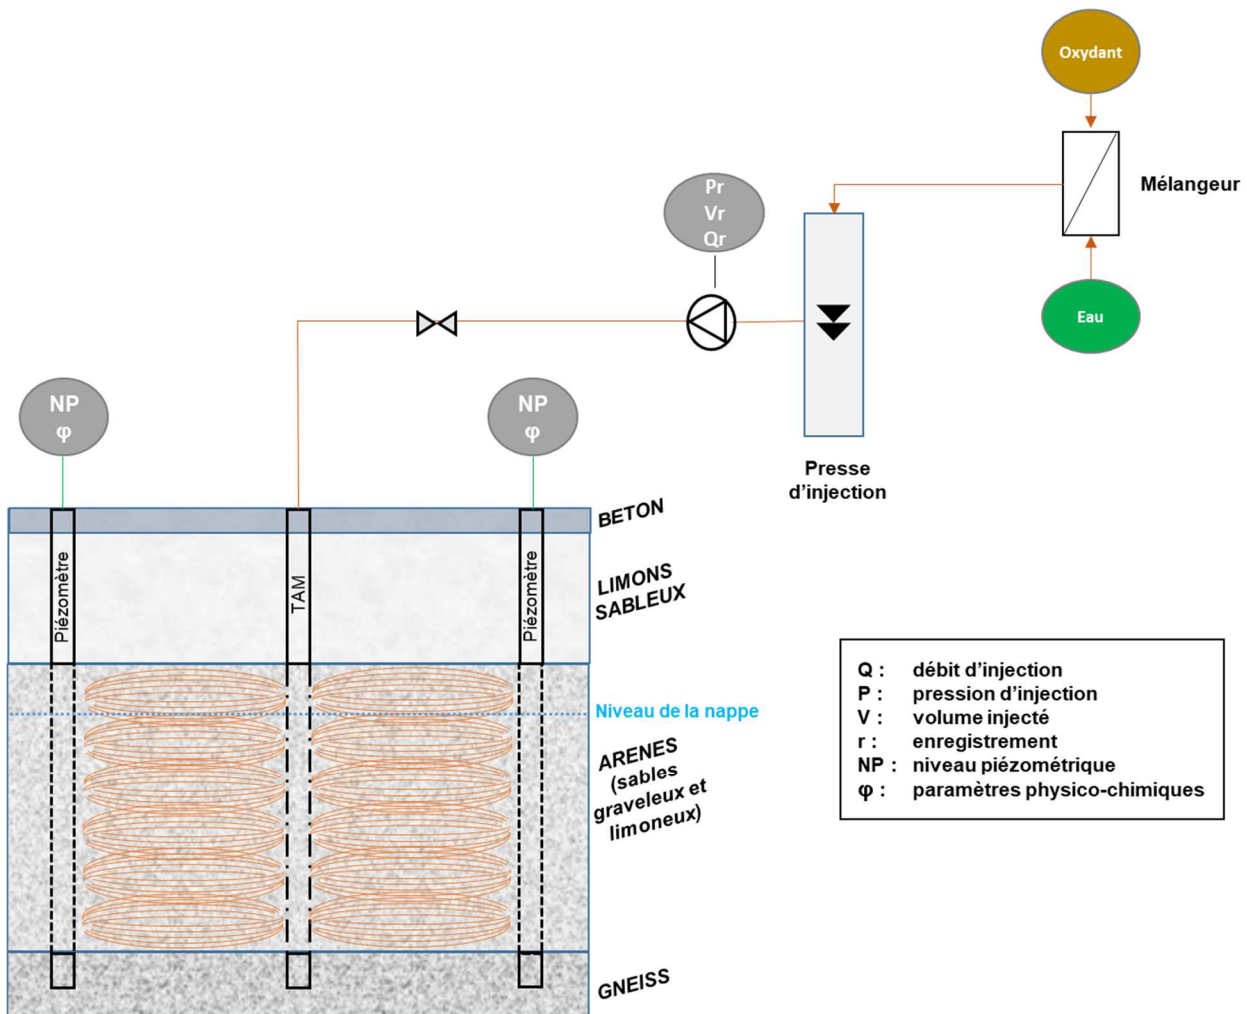 Oxydant
Mélangeur
Eau
Pr
Vr
Qr
Presse
d’injection
NP
φ
NP
φ
BETON
LIMONS
SABLEUX
Piézomètre
TAM
Piézomètre
Niveau de la nappe
ARENES
(sables
graveleux et
limoneux)
GNEISS
Q : débit d’injection
P : pression d’injection
V : volume injecté
r : enregistrement
NP : niveau piézométrique
φ : paramètres physico-chimiques